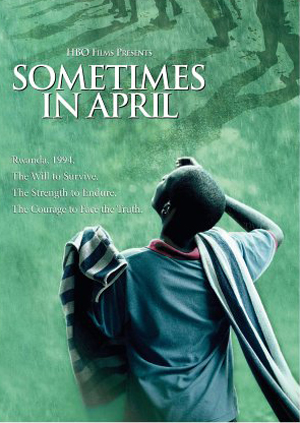 HBO Films Presents
SOMETIMES
IN APRIL
Rwanda, 1994.
The Will to Survive.
The Strength to Endure.
The Courage to Face the Truth.